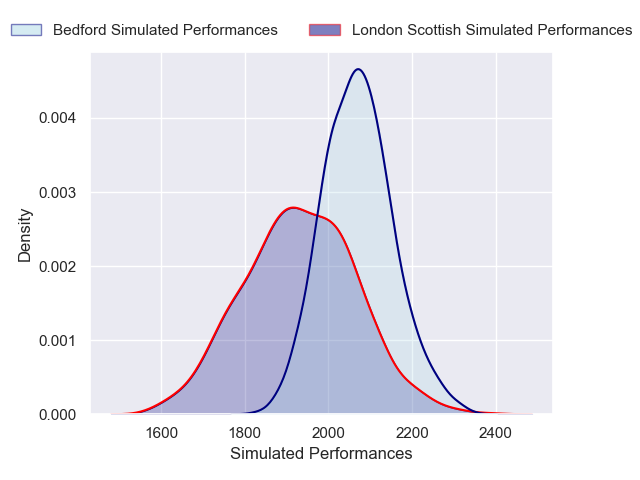 Bedford Simulated Performances London Scottish Simulated Performances
0.004
0.003
0.002
0.001
0.000
Density
1600 1800 2000 2200 2400
Simulated Performances